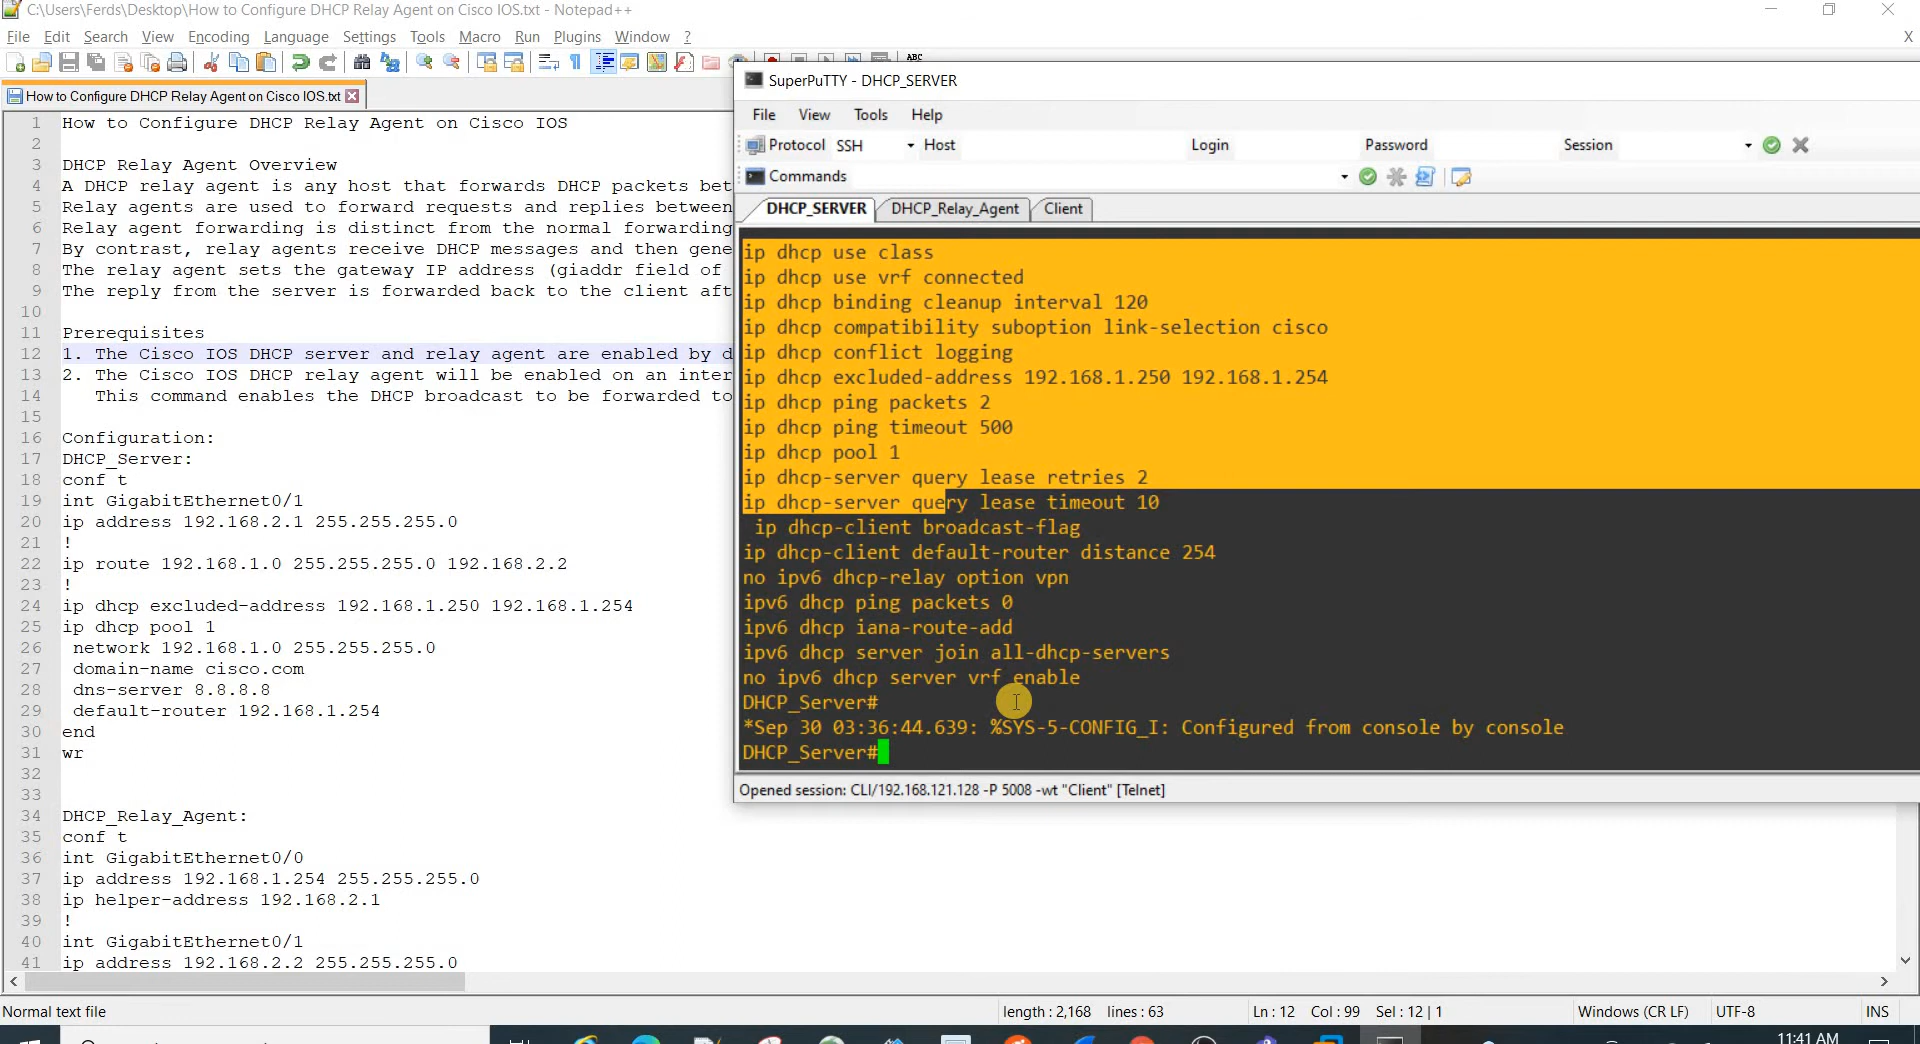 C:\Users\Ferds\Desktop\How to Configure DHCP Relay Agent on Cisco IOS.txt - Notepad++
File Edit Search View Encoding Language Settings Tools Macro Run Plugins Window ? X
ABC
How to Configure DHCP Relay Agent on Cisco IOS.txt
1 How to Configure DHCP Relay Agent on Cisco IOS
2
3 DHCP Relay Agent Overview
4 A DHCP relay agent is any host that forwards DHCP packets bet
5 Relay agents are used to forward requests and replies between
6 Relay agent forwarding is distinct from the normal forwarding
7 By contrast, relay agents receive DHCP messages and then gene
8 The relay agent sets the gateway IP address (giaddr field of
9 The reply from the server is forwarded back to the client aft
10
11 Prerequisites
12 1. The Cisco IOS DHCP server and relay agent are enabled by d
13 2. The Cisco IOS DHCP relay agent will be enabled on an inter
14 This command enables the DHCP broadcast to be forwarded to
15
16 Configuration:
17 DHCP_Server:
18 conf t
19 int GigabitEthernet0/1
20 ip address 192.168.2.1 255.255.255.0
21 !
22 ip route 192.168.1.0 255.255.255.0 192.168.2.2
23 !
24 ip dhcp excluded-address 192.168.1.250 192.168.1.254
25 ip dhcp pool 1
26 network 192.168.1.0 255.255.255.0
27 domain-name cisco.com
28 dns-server 8.8.8.8
29 default-router 192.168.1.254
30 end
31 wr
32
33
34 DHCP_Relay_Agent:
35 conf t
36 int GigabitEthernet0/0
37 ip address 192.168.1.254 255.255.255.0
38 ip helper-address 192.168.2.1
39 !
40 int GigabitEthernet0/1
41 ip address 192.168.2.2 255.255.255.0
SuperPuTTY - DHCP_SERVER
File View Tools Help
Protocol SSH Host Login Password Session
Commands
DHCP_SERVER DHCP_Relay_Agent Client
ip dhcp use class
ip dhcp use vrf connected
ip dhcp binding cleanup interval 120
ip dhcp compatibility suboption link-selection cisco
ip dhcp conflict logging
ip dhcp excluded-address 192.168.1.250 192.168.1.254
ip dhcp ping packets 2
ip dhcp ping timeout 500
ip dhcp pool 1
ip dhcp-server query lease retries 2
ip dhcp-server query lease timeout 10
ip dhcp-client broadcast-flag
ip dhcp-client default-router distance 254
no ipv6 dhcp-relay option vpn
ipv6 dhcp ping packets 0
ipv6 dhcp iana-route-add
ipv6 dhcp server join all-dhcp-servers
no ipv6 dhcp server vrf enable
DHCP_Server#
*Sep 30 03:36:44.639: %SYS-5-CONFIG_I: Configured from console by console
DHCP_Server#
Opened session: CLI/192.168.121.128 -P 5008 -wt "Client" [Telnet]
Normal text file length : 2,168 lines : 63 Ln : 12 Col : 99 Sel : 12 | 1 Windows (CR LF) UTF-8 INS
11:41 AM